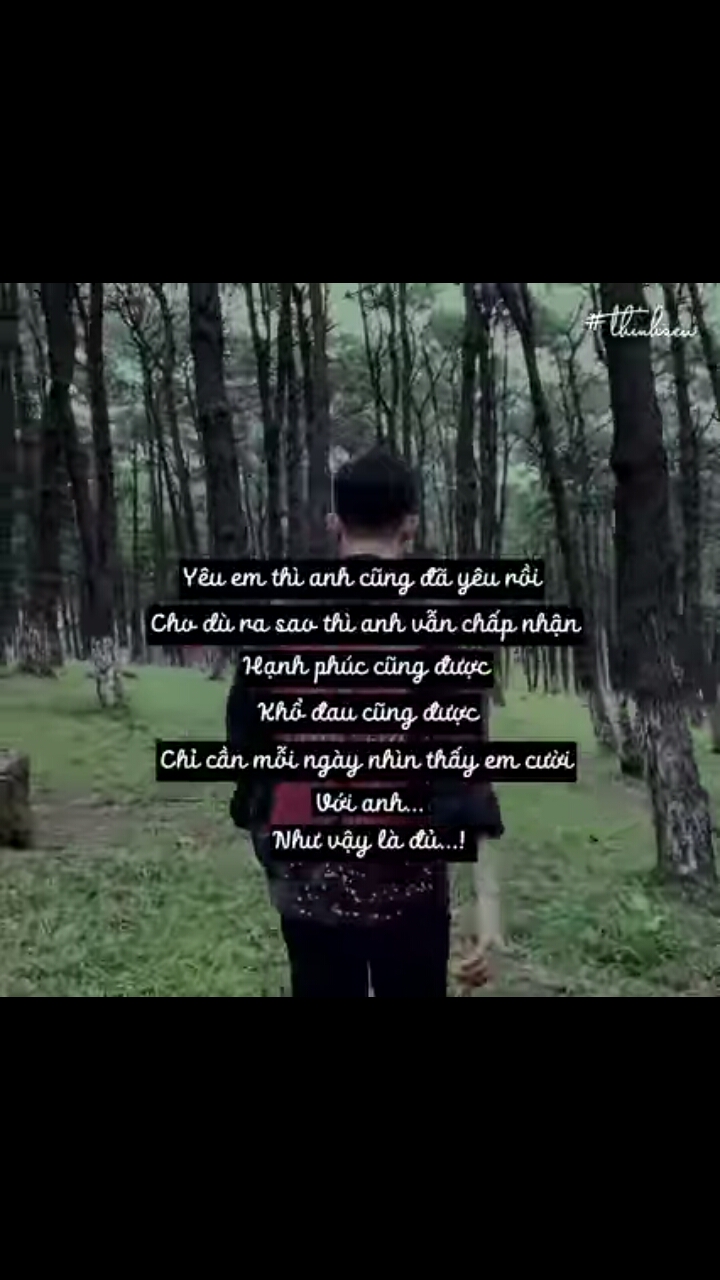 Yêu em thì anh cũng đã yêu rồi
Cho dù ra sao thì anh vẫn chấp nhận
Hạnh phúc cũng được
Khổ đau cũng được
Chỉ cần mỗi ngày nhìn thấy em cười
Với anh...
Như vậy là đủ...!